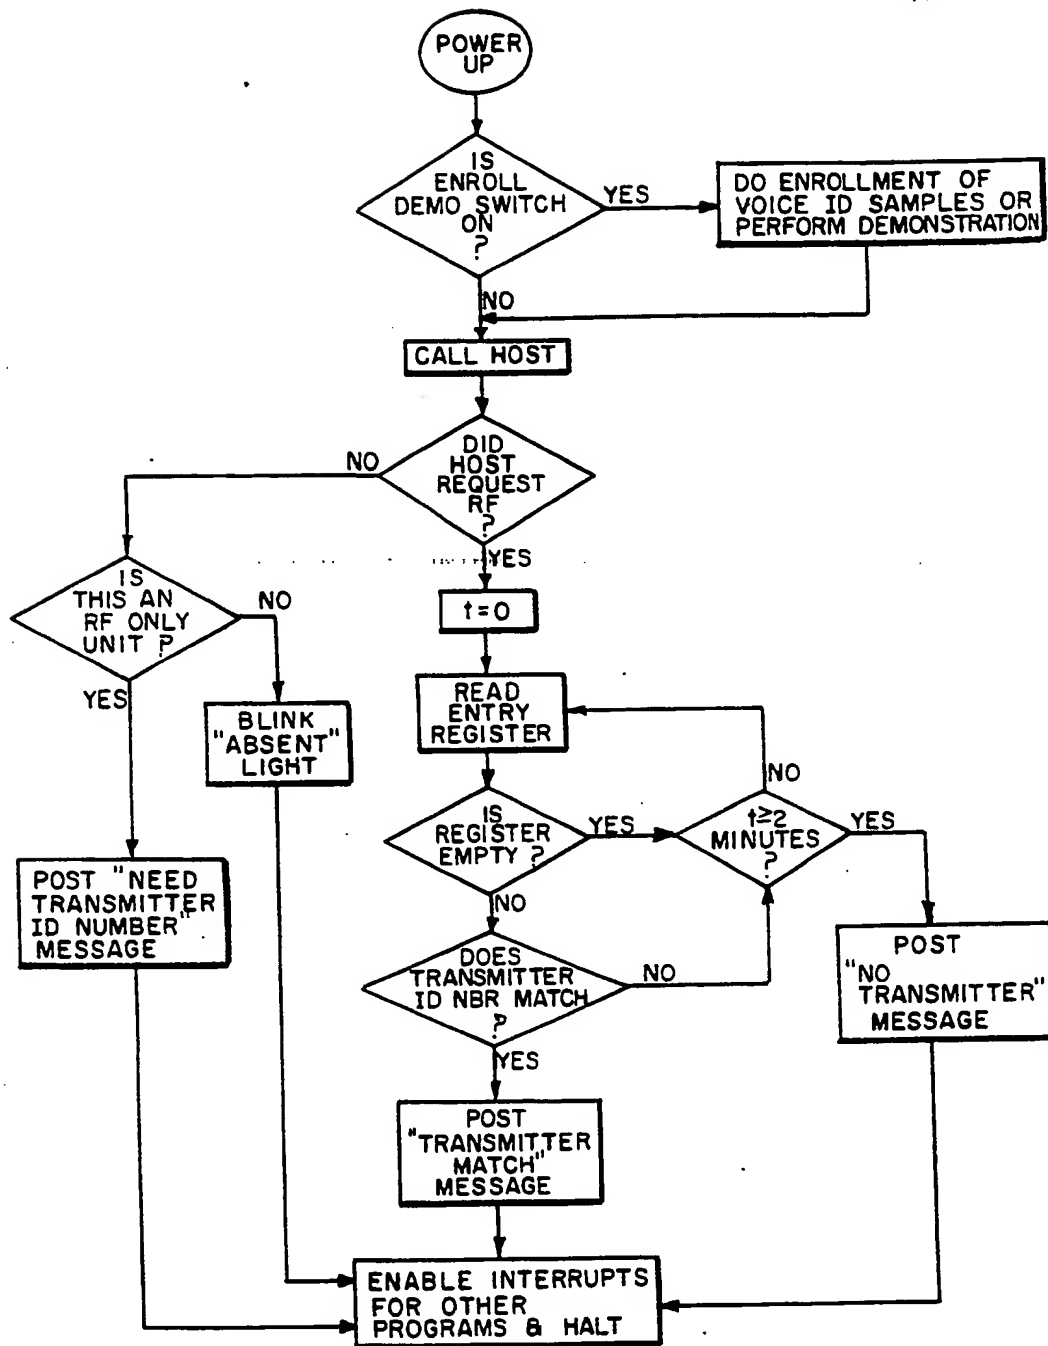 POWER
UP
IS
ENROLL
DEMO SWITCH
ON
?
YES
DO ENROLLMENT OF
VOICE ID SAMPLES OR
PERFORM DEMONSTRATION
NO
CALL HOST
DID
HOST
REQUEST
RF
?
NO
YES
IS
THIS AN
RF ONLY
UNIT ?
NO
YES
t=0
READ
ENTRY
REGISTER
BLINK
"ABSENT"
LIGHT
NO
IS
REGISTER
EMPTY ?
YES
t≥2
MINUTES
?
YES
POST "NEED
TRANSMITTER
ID NUMBER"
MESSAGE
NO
DOES
TRANSMITTER
ID NBR MATCH
?
NO
POST
"NO
TRANSMITTER"
MESSAGE
YES
POST
"TRANSMITTER
MATCH"
MESSAGE
ENABLE INTERRUPTS
FOR OTHER
PROGRAMS & HALT